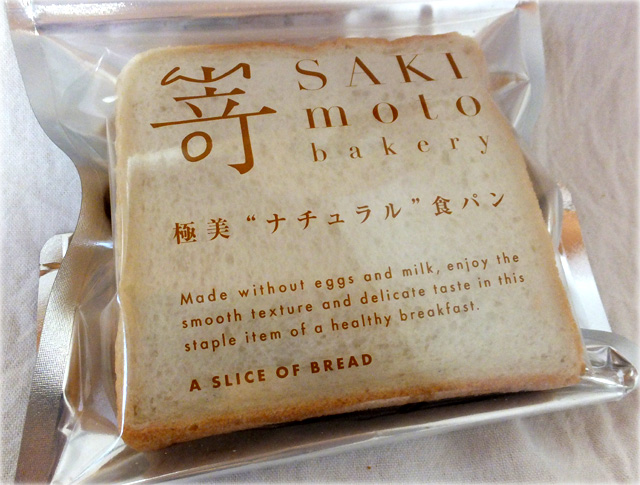 嵜 SAKI
moto
bakery
極美“ナチュラル”食パン
Made without eggs and milk, enjoy the
smooth texture and delicate taste in this
staple item of a healthy breakfast.
A SLICE OF BREAD